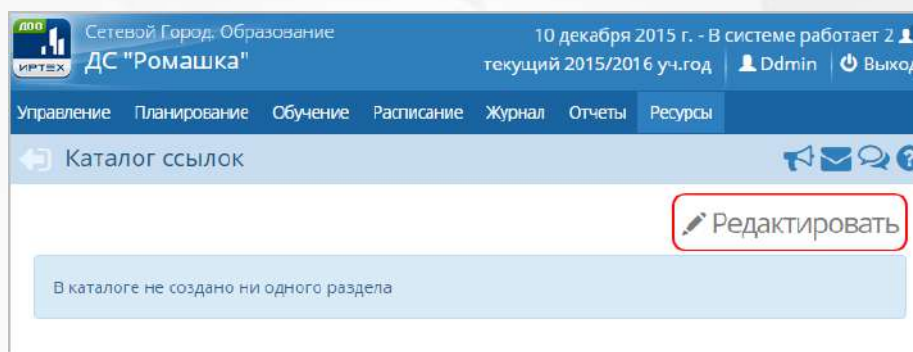 ДОО
ИРТЕХ
Сетевой Город. Образование
ДС "Ромашка"
10 декабря 2015 г. - В системе работает 2
текущий 2015/2016 уч.год Ddmin Выход
Управление Планирование Обучение Расписание Журнал Отчеты Ресурсы
Каталог ссылок
Редактировать
В каталоге не создано ни одного раздела